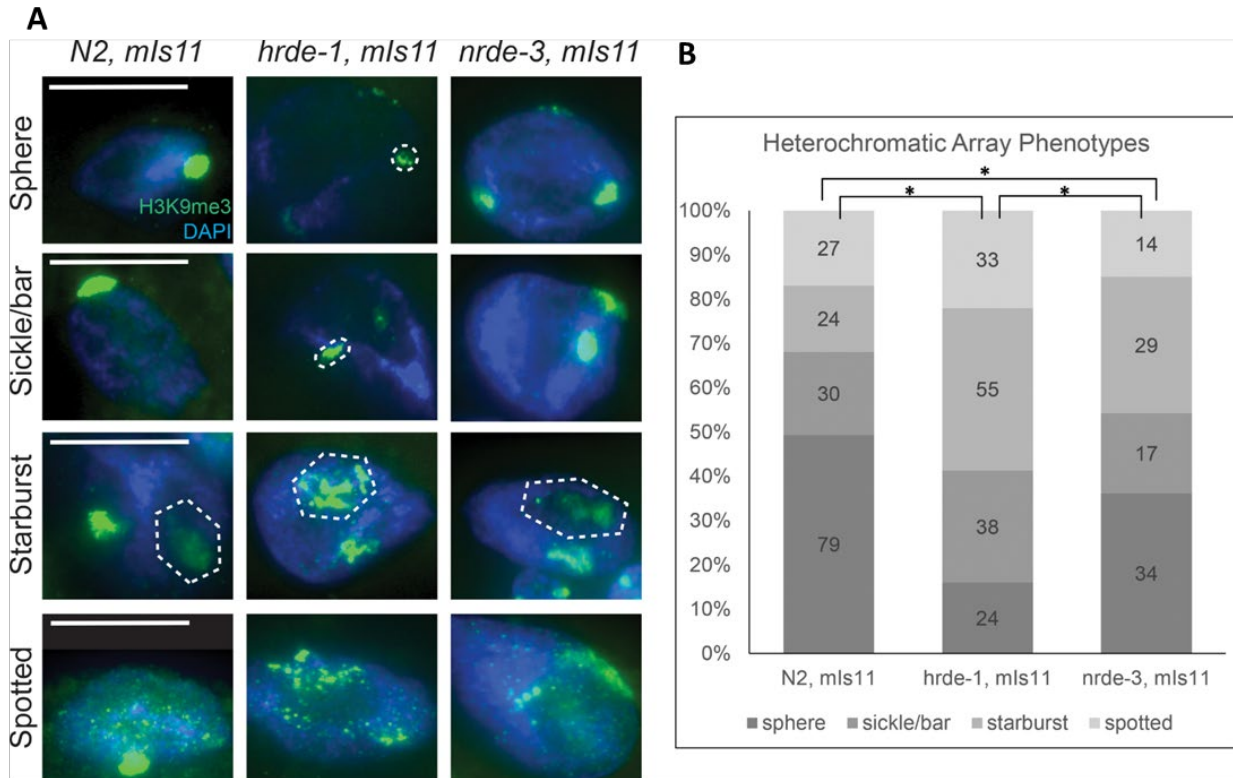 A
N2, mIs11
hrde-1, mIs11
nrde-3, mIs11
Sphere
H3K9me3
DAPI
Sickle/bar
Starburst
Spotted
B
Heterochromatic Array Phenotypes
*
*
*
100%
90%
80%
70%
60%
50%
40%
30%
20%
10%
0%
27
24
30
79
33
55
38
24
14
29
17
34
N2, mIs11
hrde-1, mIs11
nrde-3, mIs11
sphere
sickle/bar
starburst
spotted